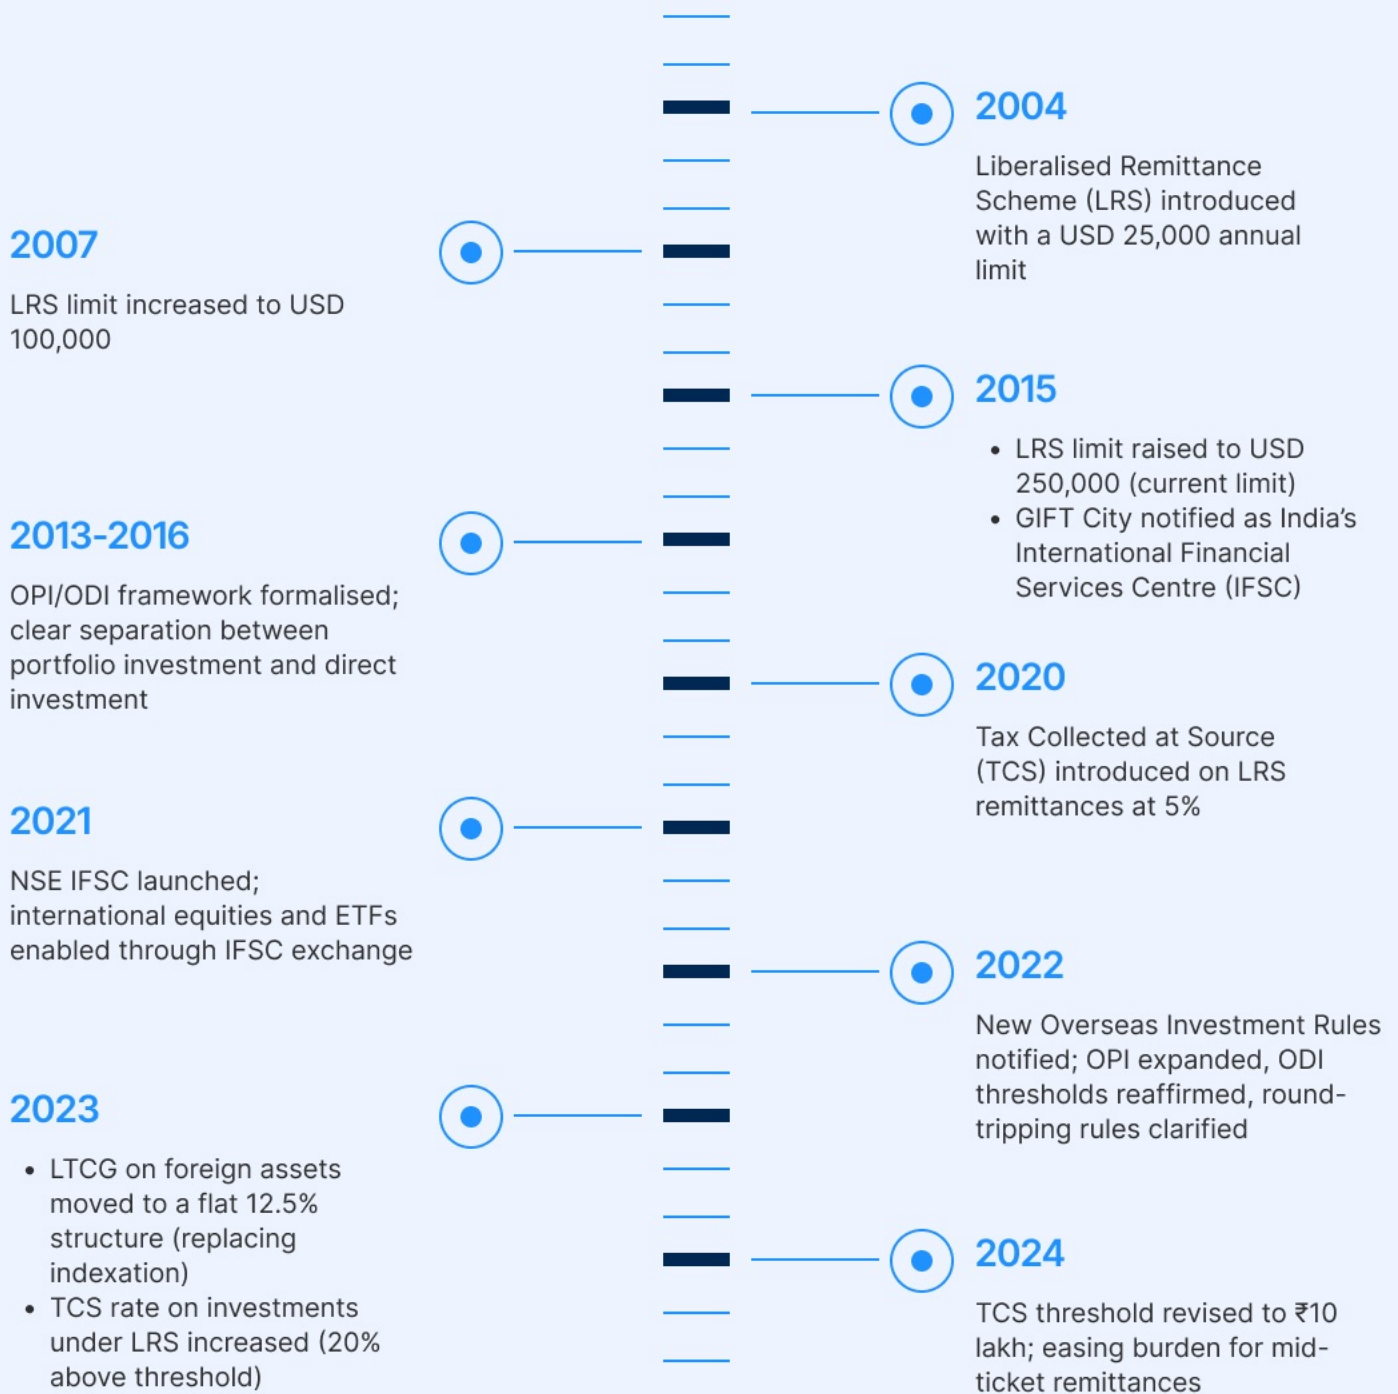 2004
Liberalised Remittance
Scheme (LRS) introduced
with a USD 25,000 annual
limit
2007
LRS limit increased to USD
100,000
2015
• LRS limit raised to USD
250,000 (current limit)
• GIFT City notified as India’s
International Financial
Services Centre (IFSC)
2013-2016
OPI/ODI framework formalised;
clear separation between
portfolio investment and direct
investment
2020
Tax Collected at Source
(TCS) introduced on LRS
remittances at 5%
2021
NSE IFSC launched;
international equities and ETFs
enabled through IFSC exchange
2022
New Overseas Investment Rules
notified; OPI expanded, ODI
thresholds reaffirmed, round-
tripping rules clarified
2023
• LTCG on foreign assets
moved to a flat 12.5%
structure (replacing
indexation)
• TCS rate on investments
under LRS increased (20%
above threshold)
2024
TCS threshold revised to ₹10
lakh; easing burden for mid-
ticket remittances